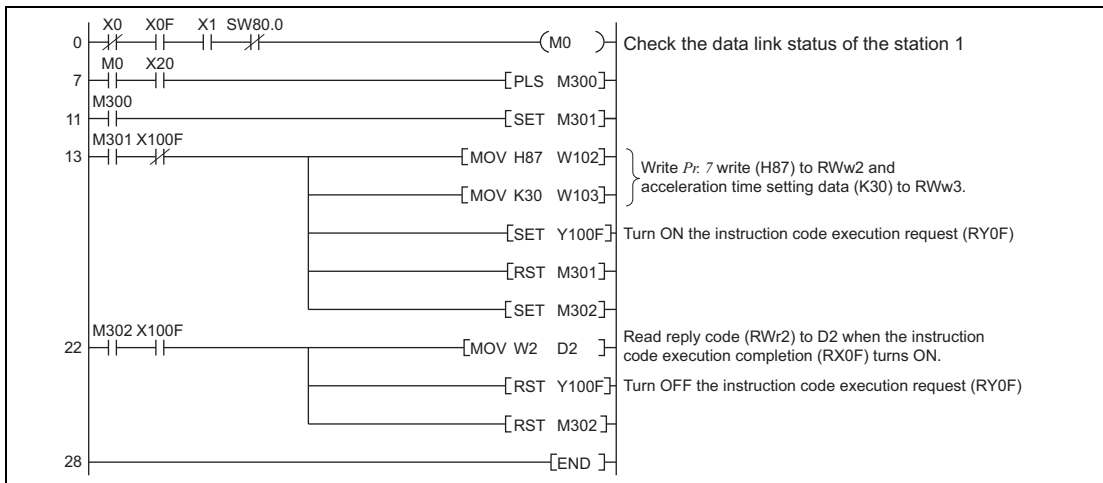 X0 X0F X1 SW80.0
0 M0 Check the data link status of the station 1
M0 X20
7 PLS M300
M300
11 SET M301
M301 X100F
13 MOV H87 W102
Write Pr. 7 write (H87) to RWw2 and
acceleration time setting data (K30) to RWw3.
MOV K30 W103
SET Y100F Turn ON the instruction code execution request (RY0F)
RST M301
SET M302
M302 X100F
22 MOV W2 D2
Read reply code (RWr2) to D2 when the instruction
code execution completion (RX0F) turns ON.
RST Y100F Turn OFF the instruction code execution request (RY0F)
RST M302
28 END